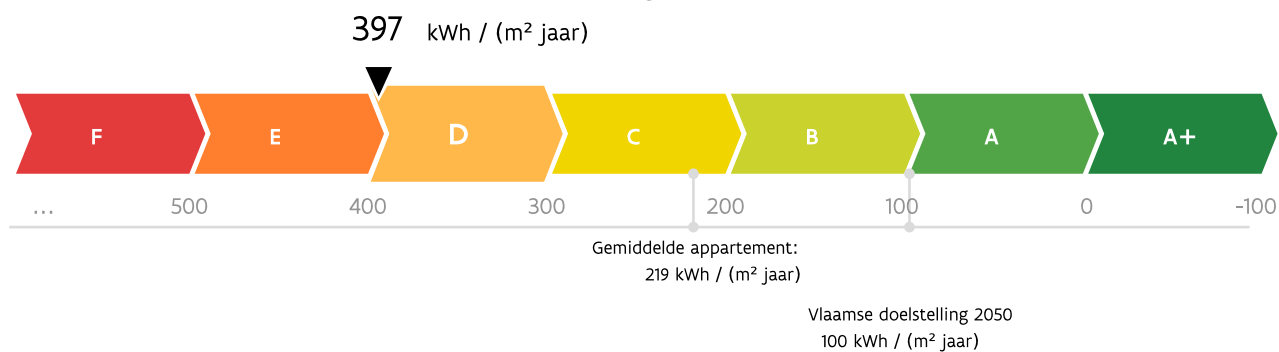 397 kWh / (m² jaar)
F E D C B A A+
... 500 400 300 200 100 0 -100
Gemiddelde appartement:
219 kWh / (m² jaar)
Vlaamse doelstelling 2050
100 kWh / (m² jaar)